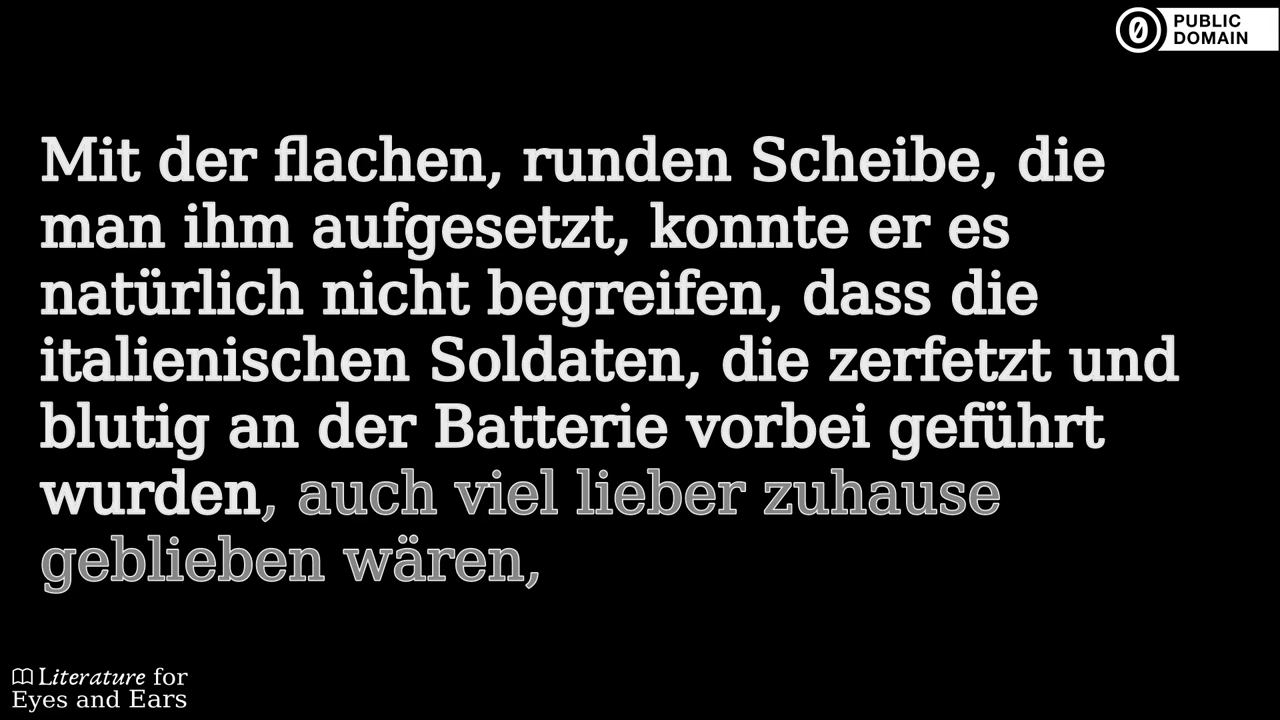 PUBLIC
DOMAIN
Mit der flachen, runden Scheibe, die
man ihm aufgesetzt, konnte er es
natürlich nicht begreifen, dass die
italienischen Soldaten, die zerfetzt und
blutig an der Batterie vorbei geführt
wurden, auch viel lieber zuhause
geblieben wären,
Literature for
Eyes and Ears